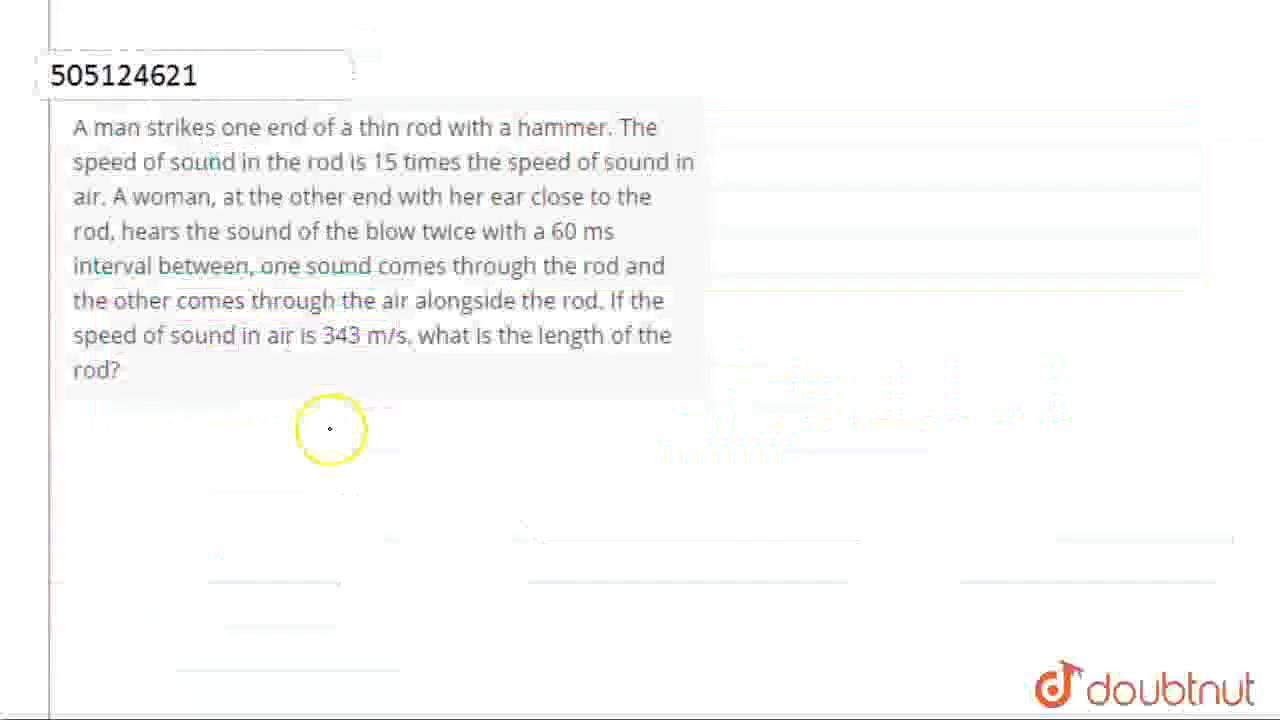 505124621
A man strikes one end of a thin rod with a hammer. The
speed of sound in the rod is 15 times the speed of sound in
air. A woman, at the other end with her ear close to the
rod, hears the sound of the blow twice with a 60 ms
interval between, one sound comes through the rod and
the other comes through the air alongside the rod. If the
speed of sound in air is 343 m/s, what is the length of the
rod?
doubtnut